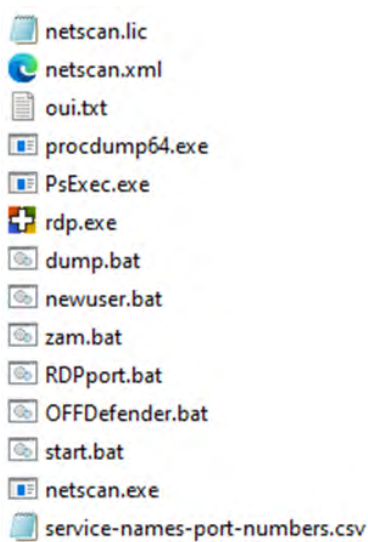 netscan.lic
netscan.xml
oui.txt
procdump64.exe
PsExec.exe
rdp.exe
dump.bat
newuser.bat
zam.bat
RDPport.bat
OFFDefender.bat
start.bat
netscan.exe
service-names-port-numbers.csv